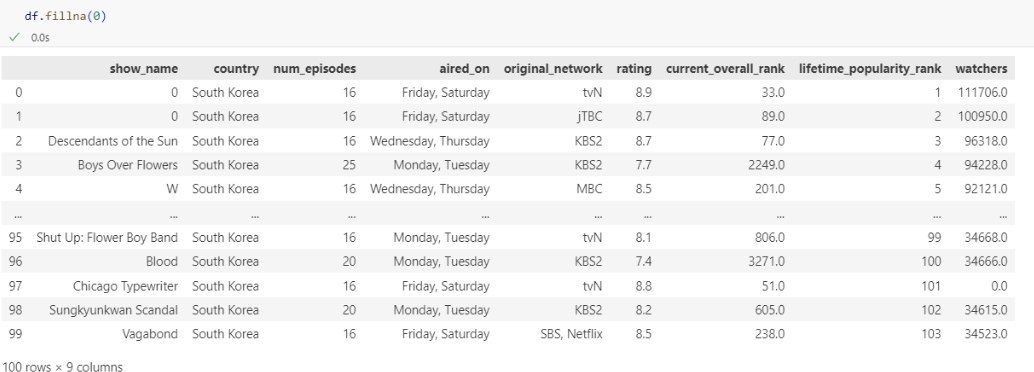 df.fillna(0)
✓ 0.0s
show_name country num_episodes aired_on original_network rating current_overall_rank lifetime_popularity_rank watchers
0 0 South Korea 16 Friday, Saturday tvN 8.9 33.0 1 111706.0
1 0 South Korea 16 Friday, Saturday jTBC 8.7 89.0 2 100950.0
2 Descendants of the Sun South Korea 16 Wednesday, Thursday KBS2 8.7 77.0 3 96318.0
3 Boys Over Flowers South Korea 25 Monday, Tuesday KBS2 7.7 2249.0 4 94228.0
4 W South Korea 16 Wednesday, Thursday MBC 8.5 201.0 5 92121.0
... ... ... ... ... ... ... ... ... ...
95 Shut Up: Flower Boy Band South Korea 16 Monday, Tuesday tvN 8.1 806.0 99 34668.0
96 Blood South Korea 20 Monday, Tuesday KBS2 7.4 3271.0 100 34666.0
97 Chicago Typewriter South Korea 16 Friday, Saturday tvN 8.8 51.0 101 0.0
98 Sungkyunkwan Scandal South Korea 20 Monday, Tuesday KBS2 8.2 605.0 102 34615.0
99 Vagabond South Korea 16 Friday, Saturday SBS, Netflix 8.5 238.0 103 34523.0
100 rows × 9 columns